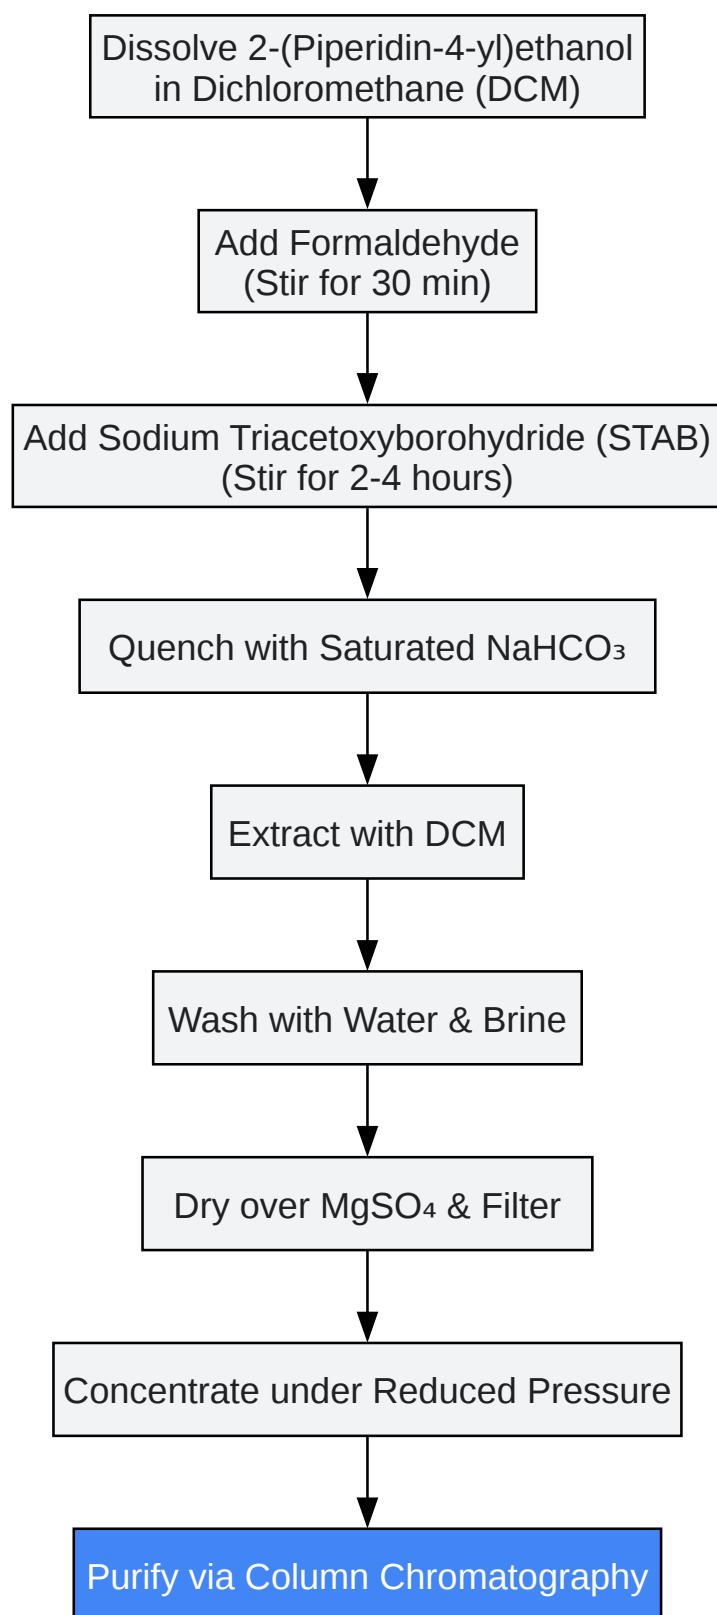 Dissolve 2-(Piperidin-4-yl)ethanol
in Dichloromethane (DCM)
Add Formaldehyde
(Stir for 30 min)
Add Sodium Triacetoxyborohydride (STAB)
(Stir for 2-4 hours)
Quench with Saturated NaHCO₃
Extract with DCM
Wash with Water & Brine
Dry over MgSO₄ & Filter
Concentrate under Reduced Pressure
Purify via Column Chromatography